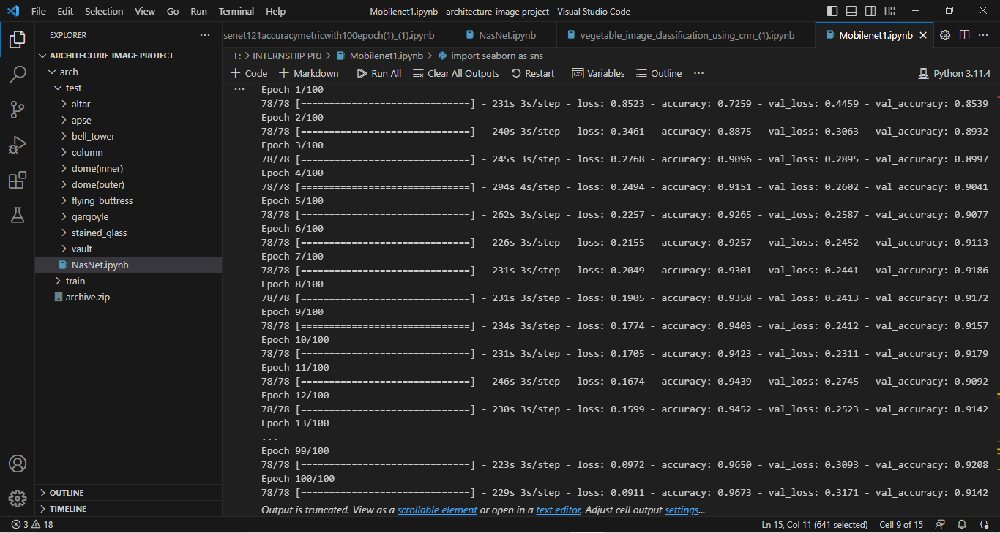 File Edit Selection View Go Run Terminal Help
Mobilenet1.ipynb - architecture-image project - Visual Studio Code
EXPLORER
ARCHITECTURE-IMAGE PROJECT
arch
test
altar
apse
bell_tower
column
dome(inner)
dome(outer)
flying_buttress
gargoyle
stained_glass
vault
NasNet.ipynb
train
archive.zip
OUTLINE
TIMELINE
senet121accuracymetricwith100epoch(1)_(1).ipynb NasNet.ipynb vegetable_image_classification_using_cnn_(1).ipynb Mobilenet1.ipynb
F: > INTERNSHIP PRJ > Mobilenet1.ipynb > import seaborn as sns
+ Code + Markdown | Run All Clear All Outputs Restart | Variables Outline ... Python 3.11.4
... Epoch 1/100
78/78 [==============================] - 231s 3s/step - loss: 0.8523 - accuracy: 0.7259 - val_loss: 0.4459 - val_accuracy: 0.8539
Epoch 2/100
78/78 [==============================] - 240s 3s/step - loss: 0.3461 - accuracy: 0.8875 - val_loss: 0.3063 - val_accuracy: 0.8932
Epoch 3/100
78/78 [==============================] - 245s 3s/step - loss: 0.2768 - accuracy: 0.9096 - val_loss: 0.2895 - val_accuracy: 0.8997
Epoch 4/100
78/78 [==============================] - 294s 4s/step - loss: 0.2494 - accuracy: 0.9151 - val_loss: 0.2602 - val_accuracy: 0.9041
Epoch 5/100
78/78 [==============================] - 262s 3s/step - loss: 0.2257 - accuracy: 0.9265 - val_loss: 0.2587 - val_accuracy: 0.9077
Epoch 6/100
78/78 [==============================] - 226s 3s/step - loss: 0.2155 - accuracy: 0.9257 - val_loss: 0.2452 - val_accuracy: 0.9113
Epoch 7/100
78/78 [==============================] - 231s 3s/step - loss: 0.2049 - accuracy: 0.9301 - val_loss: 0.2441 - val_accuracy: 0.9186
Epoch 8/100
78/78 [==============================] - 231s 3s/step - loss: 0.1905 - accuracy: 0.9358 - val_loss: 0.2413 - val_accuracy: 0.9172
Epoch 9/100
78/78 [==============================] - 234s 3s/step - loss: 0.1774 - accuracy: 0.9403 - val_loss: 0.2412 - val_accuracy: 0.9157
Epoch 10/100
78/78 [==============================] - 231s 3s/step - loss: 0.1705 - accuracy: 0.9423 - val_loss: 0.2311 - val_accuracy: 0.9179
Epoch 11/100
78/78 [==============================] - 246s 3s/step - loss: 0.1674 - accuracy: 0.9439 - val_loss: 0.2745 - val_accuracy: 0.9092
Epoch 12/100
78/78 [==============================] - 230s 3s/step - loss: 0.1599 - accuracy: 0.9452 - val_loss: 0.2523 - val_accuracy: 0.9142
Epoch 13/100
...
Epoch 99/100
78/78 [==============================] - 223s 3s/step - loss: 0.0972 - accuracy: 0.9650 - val_loss: 0.3093 - val_accuracy: 0.9208
Epoch 100/100
78/78 [==============================] - 229s 3s/step - loss: 0.0911 - accuracy: 0.9673 - val_loss: 0.3171 - val_accuracy: 0.9142
Output is truncated. View as a scrollable element or open in a text editor. Adjust cell output settings...
3 18
Ln 15, Col 11 (641 selected) Cell 9 of 15